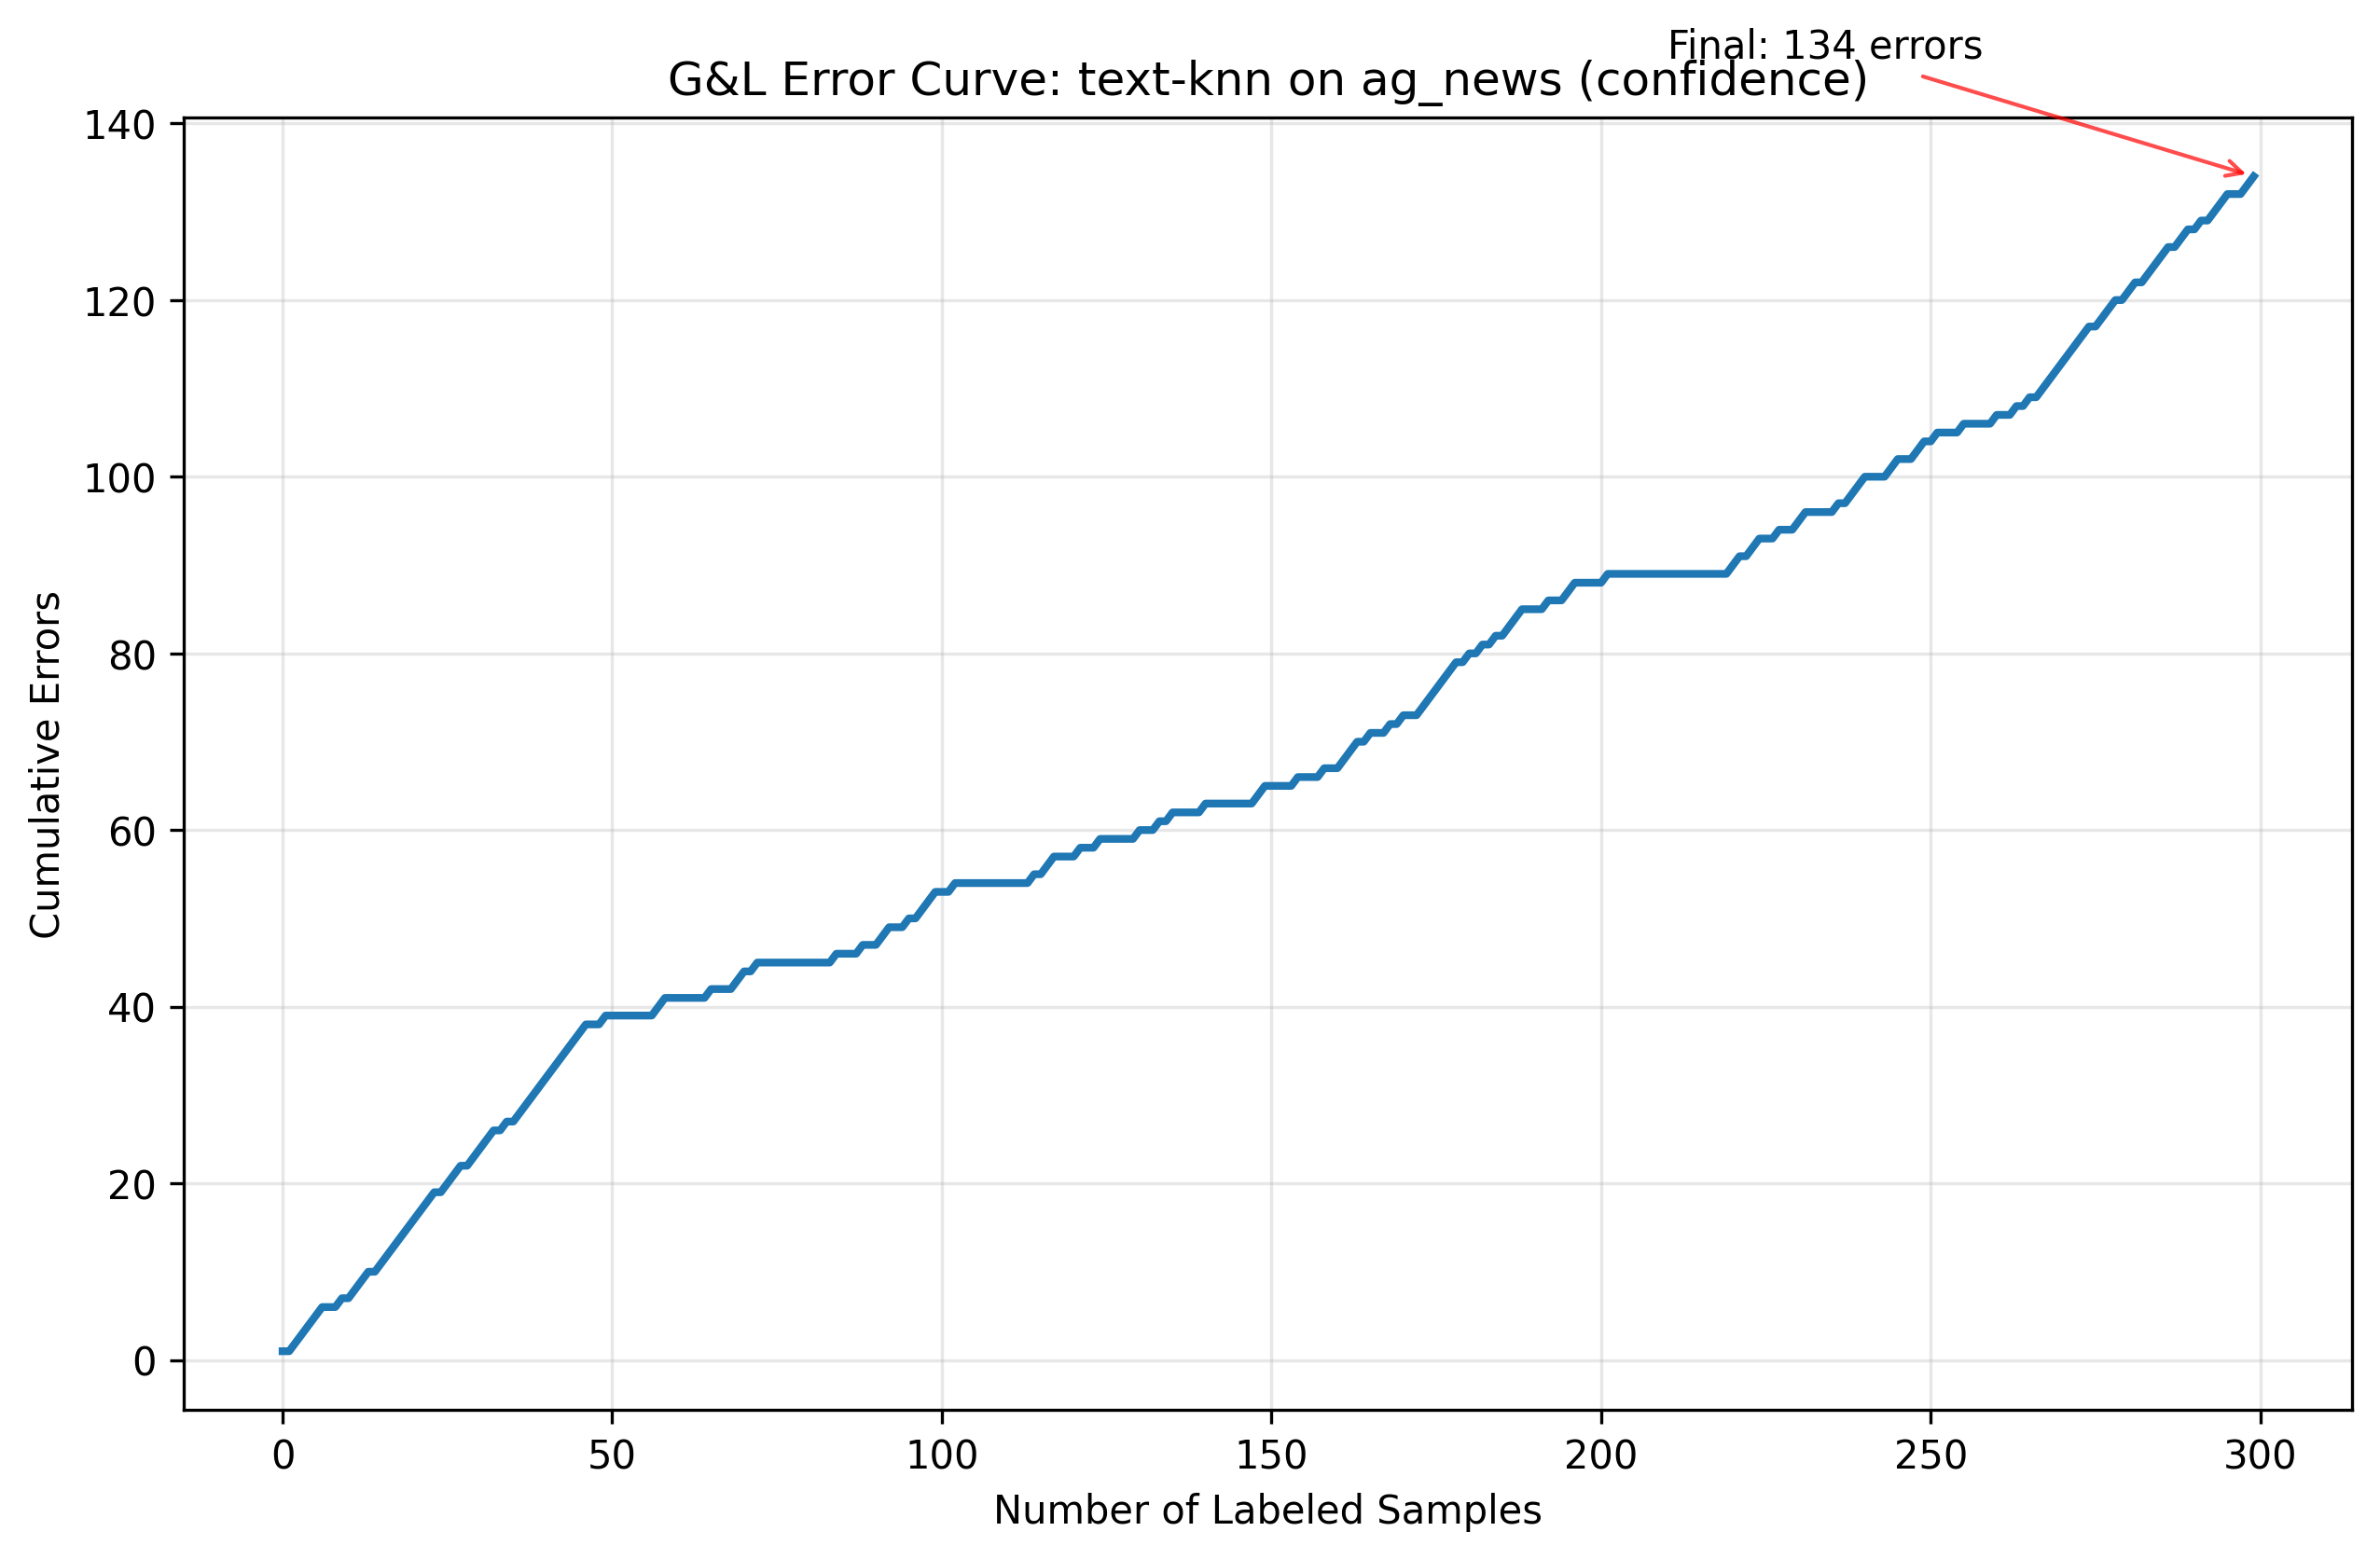 Final: 134 errors
G&L Error Curve: text-knn on ag_news (confidence)
140
120
100
80
60
40
20
0
Cumulative Errors
0 50 100 150 200 250 300
Number of Labeled Samples